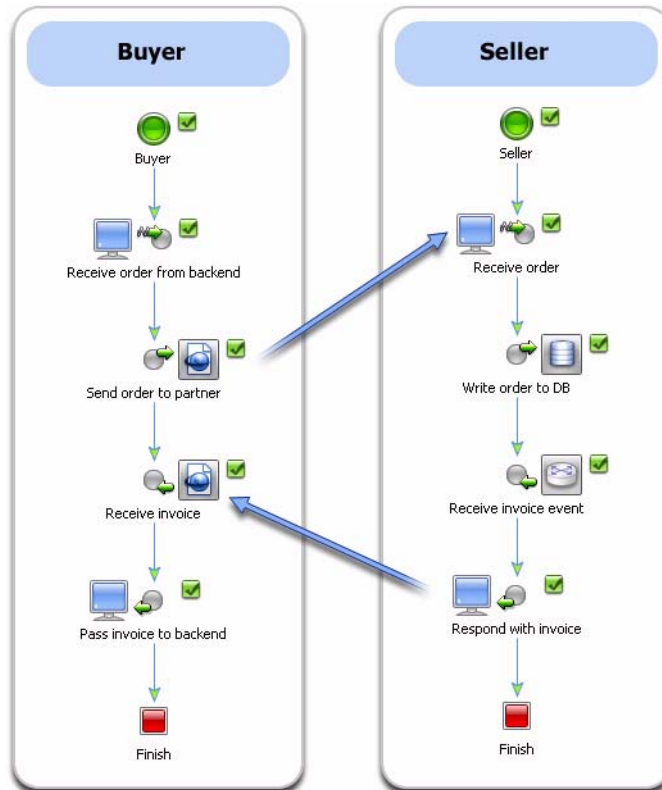 Buyer
Buyer
Receive order from backend
Send order to partner
Receive invoice
Pass invoice to backend
Finish
Seller
Seller
Receive order
Write order to DB
Receive invoice event
Respond with invoice
Finish